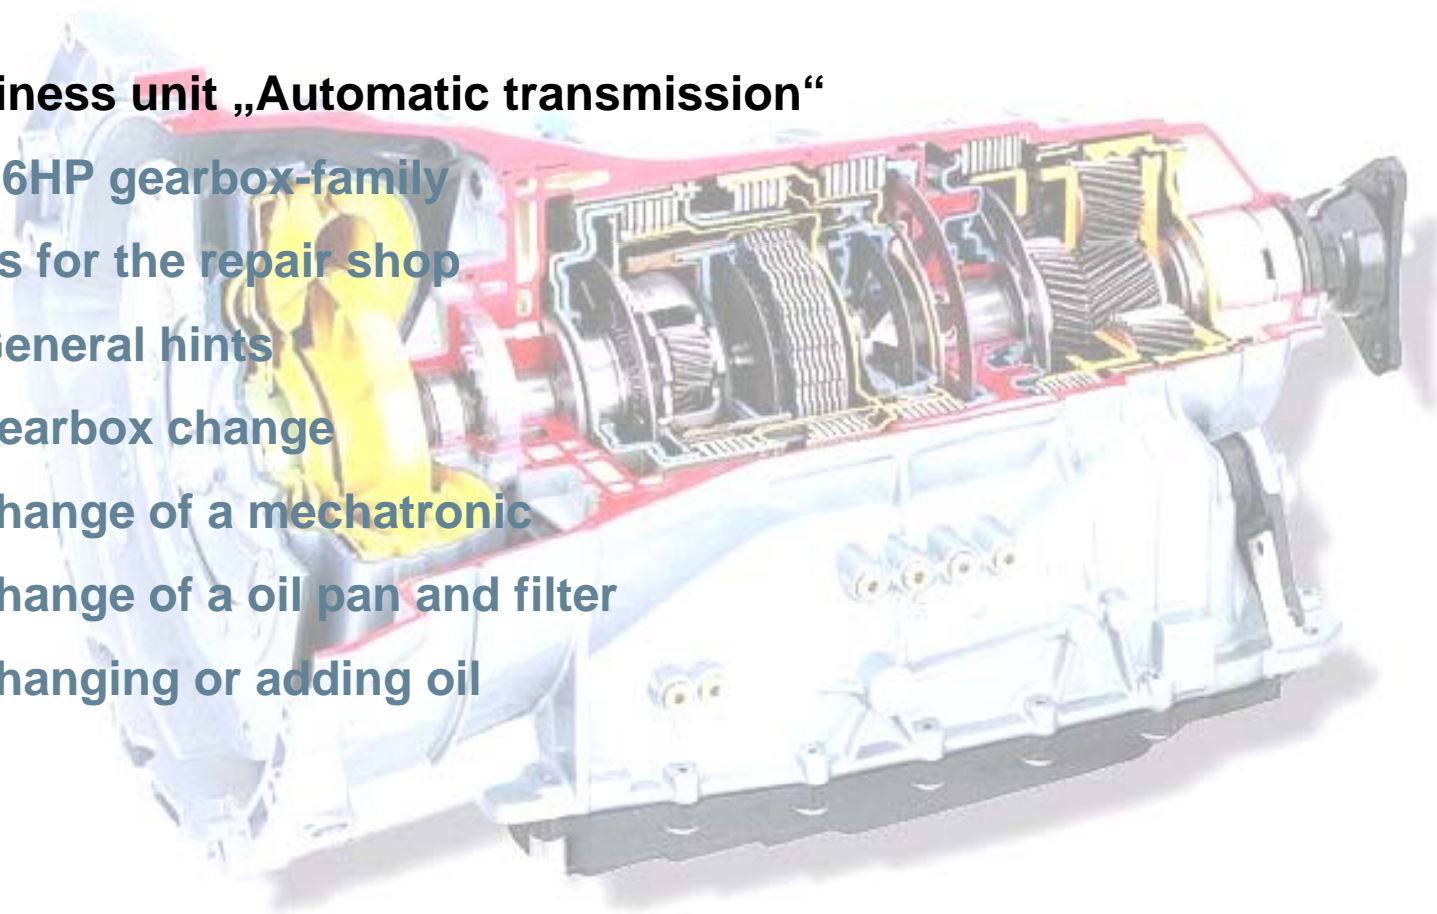 iness unit „Automatic transmission“
6HP gearbox-family
s for the repair shop
eneral hints
earbox change
hange of a mechatronic
hange of a oil pan and filter
hanging or adding oil